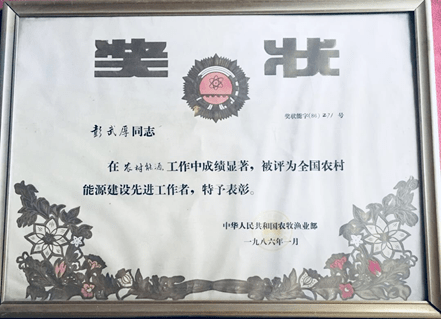 奖状
奖状能字(86)211号
彭武厚同志
在农村能源工作中成绩显著，被评为全国农村
能源建设先进工作者，特予表彰。
中华人民共和国农牧渔业部
一九八六年一月